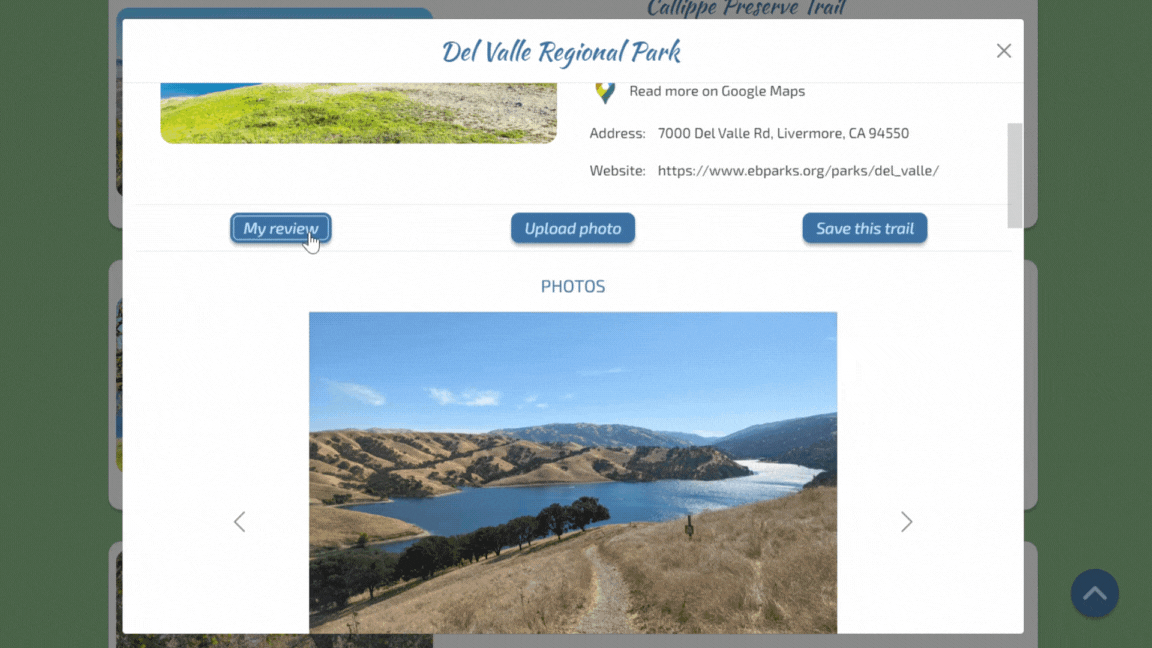 Callippe Preserve Trail
Del Valle Regional Park
Read more on Google Maps
Address: 7000 Del Valle Rd, Livermore, CA 94550
Website: https://www.ebparks.org/parks/del_valle/
My review Upload photo Save this trail
PHOTOS